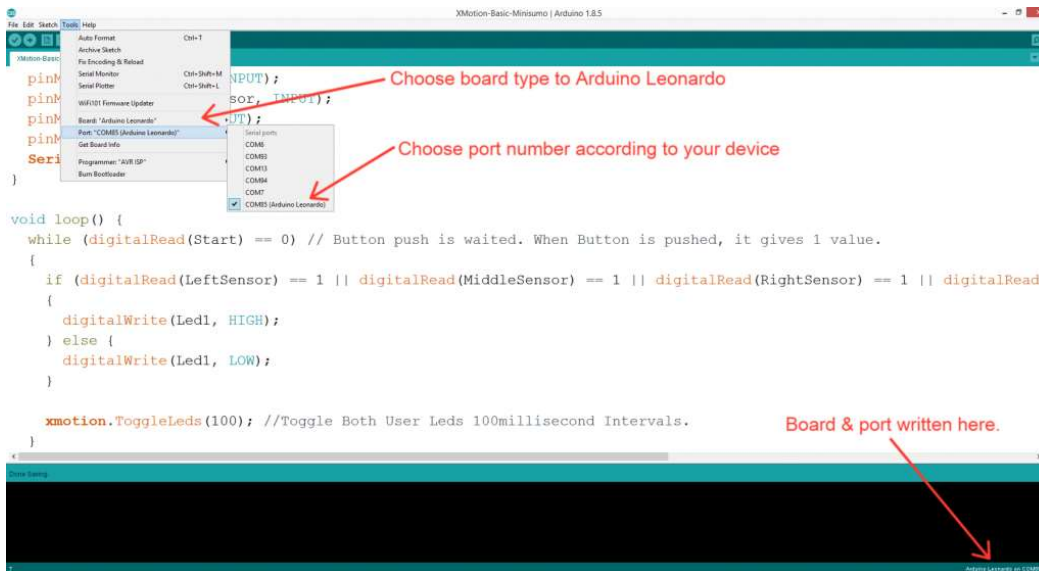 XMotion-Basic-Minisumo | Arduino 1.8.5
File Edit Sketch Tools Help
XMotion-Basic
Auto Format Ctrl+T
Archive Sketch
Fix Encoding & Reload
Serial Monitor Ctrl+Shift+M
Serial Plotter Ctrl+Shift+L
WiFi101 Firmware Updater
Board: "Arduino Leonardo"
Port: "COM85 (Arduino Leonardo)"
Get Board Info
Programmer: "AVR ISP"
Burn Bootloader
Serial ports
COM6
COM13
COM7
COM85 (Arduino Leonardo)
Choose board type to Arduino Leonardo
Choose port number according to your device
pinM NPUT);
pinM sor, INPUT);
pinM UT);
pinM
Seri
}
void loop() {
while (digitalRead(Start) == 0) // Button push is waited. When Button is pushed, it gives 1 value.
{
if (digitalRead(LeftSensor) == 1 || digitalRead(MiddleSensor) == 1 || digitalRead(RightSensor) == 1 || digitalRead
{
digitalWrite(Led1, HIGH);
} else {
digitalWrite(Led1, LOW);
}
xmotion.ToggleLeds(100); //Toggle Both User Leds 100millisecond Intervals.
}
Board & port written here.
Done Saving.
Arduino Leonardo on COM8